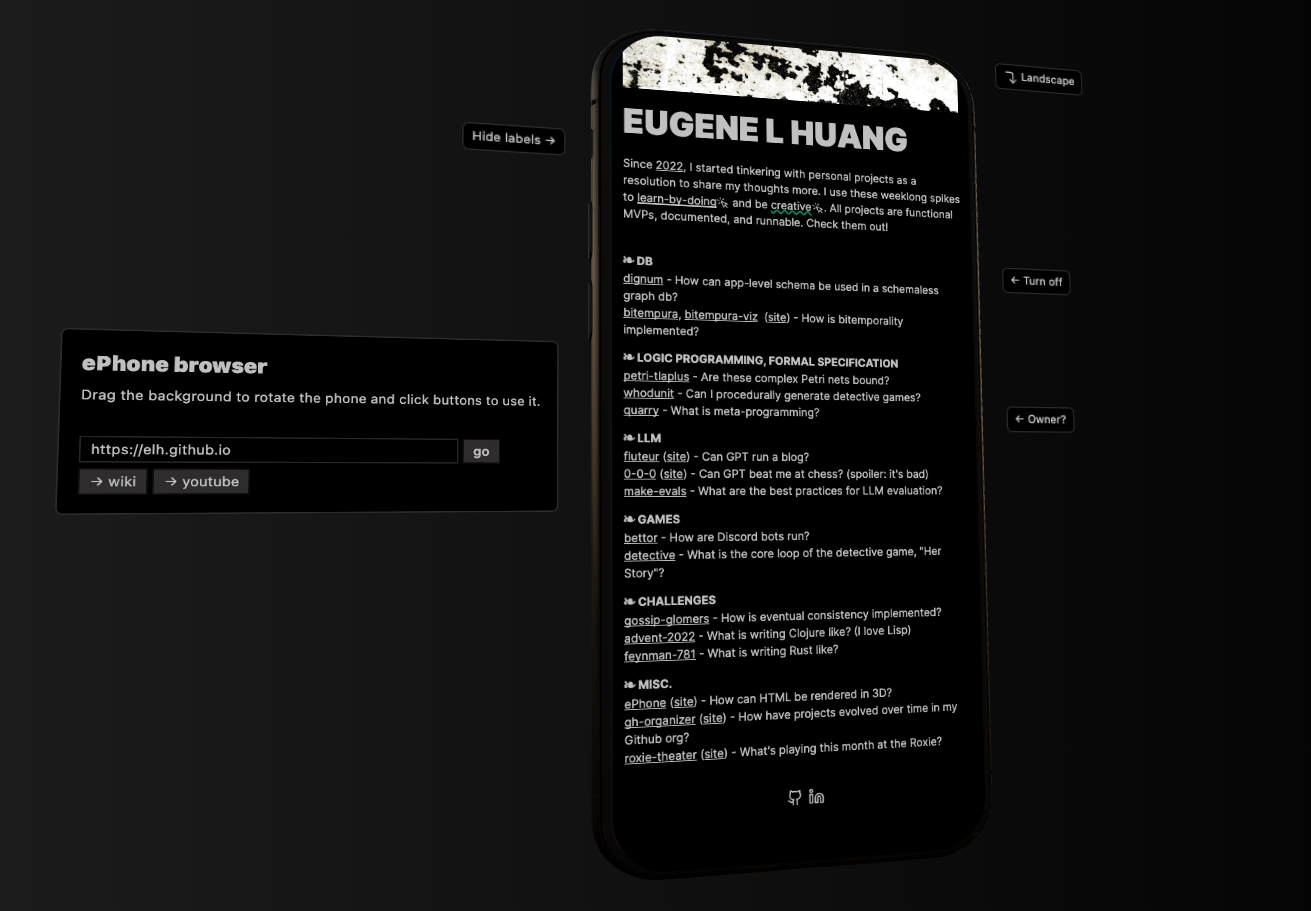 Hide labels →
ePhone browser
Drag the background to rotate the phone and click buttons to use it.
https://elh.github.io
go
→ wiki
→ youtube
EUGENE L HUANG
Since 2022, I started tinkering with personal projects as a
resolution to share my thoughts more. I use these weeklong spikes
to learn-by-doing and be creative. All projects are functional
MVPs, documented, and runnable. Check them out!
❧ DB
dignum - How can app-level schema be used in a schemaless
graph db?
bitempura, bitempura-viz (site) - How is bitemporality
implemented?
❧ LOGIC PROGRAMMING, FORMAL SPECIFICATION
petri-tlaplus - Are these complex Petri nets bound?
whodunit - Can I procedurally generate detective games?
quarry - What is meta-programming?
❧ LLM
fluteur (site) - Can GPT run a blog?
0-0-0 (site) - Can GPT beat me at chess? (spoiler: it's bad)
make-evals - What are the best practices for LLM evaluation?
❧ GAMES
bettor - How are Discord bots run?
detective - What is the core loop of the detective game, "Her
Story"?
❧ CHALLENGES
gossip-glomers - How is eventual consistency implemented?
advent-2022 - What is writing Clojure like? (I love Lisp)
feynman-781 - What is writing Rust like?
❧ MISC.
ePhone (site) - How can HTML be rendered in 3D?
gh-organizer (site) - How have projects evolved over time in my
Github org?
roxie-theater (site) - What's playing this month at the Roxie?
⤵ Landscape
← Turn off
← Owner?